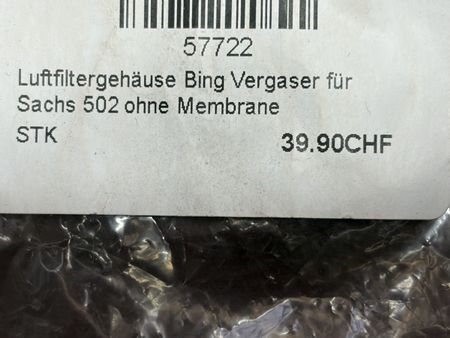 57722
Luftfiltergehäuse Bing Vergaser für
Sachs 502 ohne Membrane
STK 39.90CHF